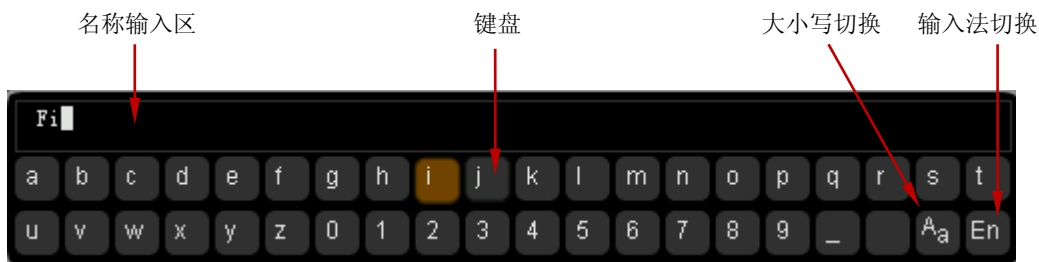 名称输入区 键盘 大小写切换 输入法切换
Fi
a b c d e f g h i j k l m n o p q r s t
u v w x y z 0 1 2 3 4 5 6 7 8 9 _ Aa En